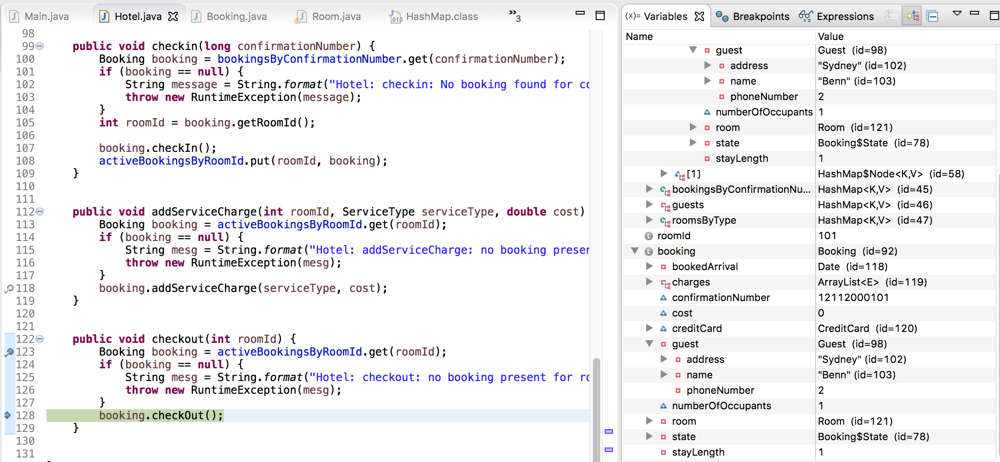 Main.java Hotel.java Booking.java Room.java HashMap.class »3
98
99 public void checkin(long confirmationNumber) {
100 Booking booking = bookingsByConfirmationNumber.get(confirmationNumber);
101 if (booking == null) {
102 String message = String.format("Hotel: checkin: No booking found for co
103 throw new RuntimeException(message);
104 }
105 int roomId = booking.getRoomId();
106
107 booking.checkIn();
108 activeBookingsByRoomId.put(roomId, booking);
109 }
110
111
112 public void addServiceCharge(int roomId, ServiceType serviceType, double cost)
113 Booking booking = activeBookingsByRoomId.get(roomId);
114 if (booking == null) {
115 String mesg = String.format("Hotel: addServiceCharge: no booking presen
116 throw new RuntimeException(mesg);
117 }
118 booking.addServiceCharge(serviceType, cost);
119 }
120
121
122 public void checkout(int roomId) {
123 Booking booking = activeBookingsByRoomId.get(roomId);
124 if (booking == null) {
125 String mesg = String.format("Hotel: checkout: no booking present for ro
126 throw new RuntimeException(mesg);
127 }
128 booking.checkOut();
129 }
130
131
(x)= Variables Breakpoints Expressions
Name Value
guest Guest (id=98)
address "Sydney" (id=102)
name "Benn" (id=103)
phoneNumber 2
numberOfOccupants 1
room Room (id=121)
state Booking$State (id=78)
stayLength 1
[1] HashMap$Node<K,V> (id=58)
bookingsByConfirmationNu... HashMap<K,V> (id=45)
guests HashMap<K,V> (id=46)
roomsByType HashMap<K,V> (id=47)
roomId 101
booking Booking (id=92)
bookedArrival Date (id=118)
charges ArrayList<E> (id=119)
confirmationNumber 12112000101
cost 0
creditCard CreditCard (id=120)
guest Guest (id=98)
address "Sydney" (id=102)
name "Benn" (id=103)
phoneNumber 2
numberOfOccupants 1
room Room (id=121)
state Booking$State (id=78)
stayLength 1